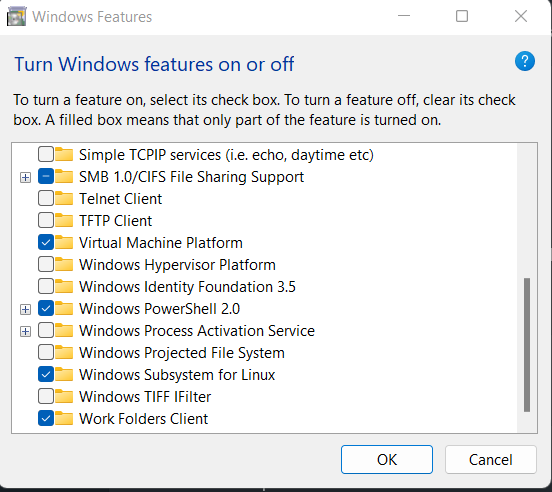 Windows Features
Turn Windows features on or off
?
To turn a feature on, select its check box. To turn a feature off, clear its check
box. A filled box means that only part of the feature is turned on.
Simple TCPIP services (i.e. echo, daytime etc)
SMB 1.0/CIFS File Sharing Support
Telnet Client
TFTP Client
Virtual Machine Platform
Windows Hypervisor Platform
Windows Identity Foundation 3.5
Windows PowerShell 2.0
Windows Process Activation Service
Windows Projected File System
Windows Subsystem for Linux
Windows TIFF IFilter
Work Folders Client
OK Cancel